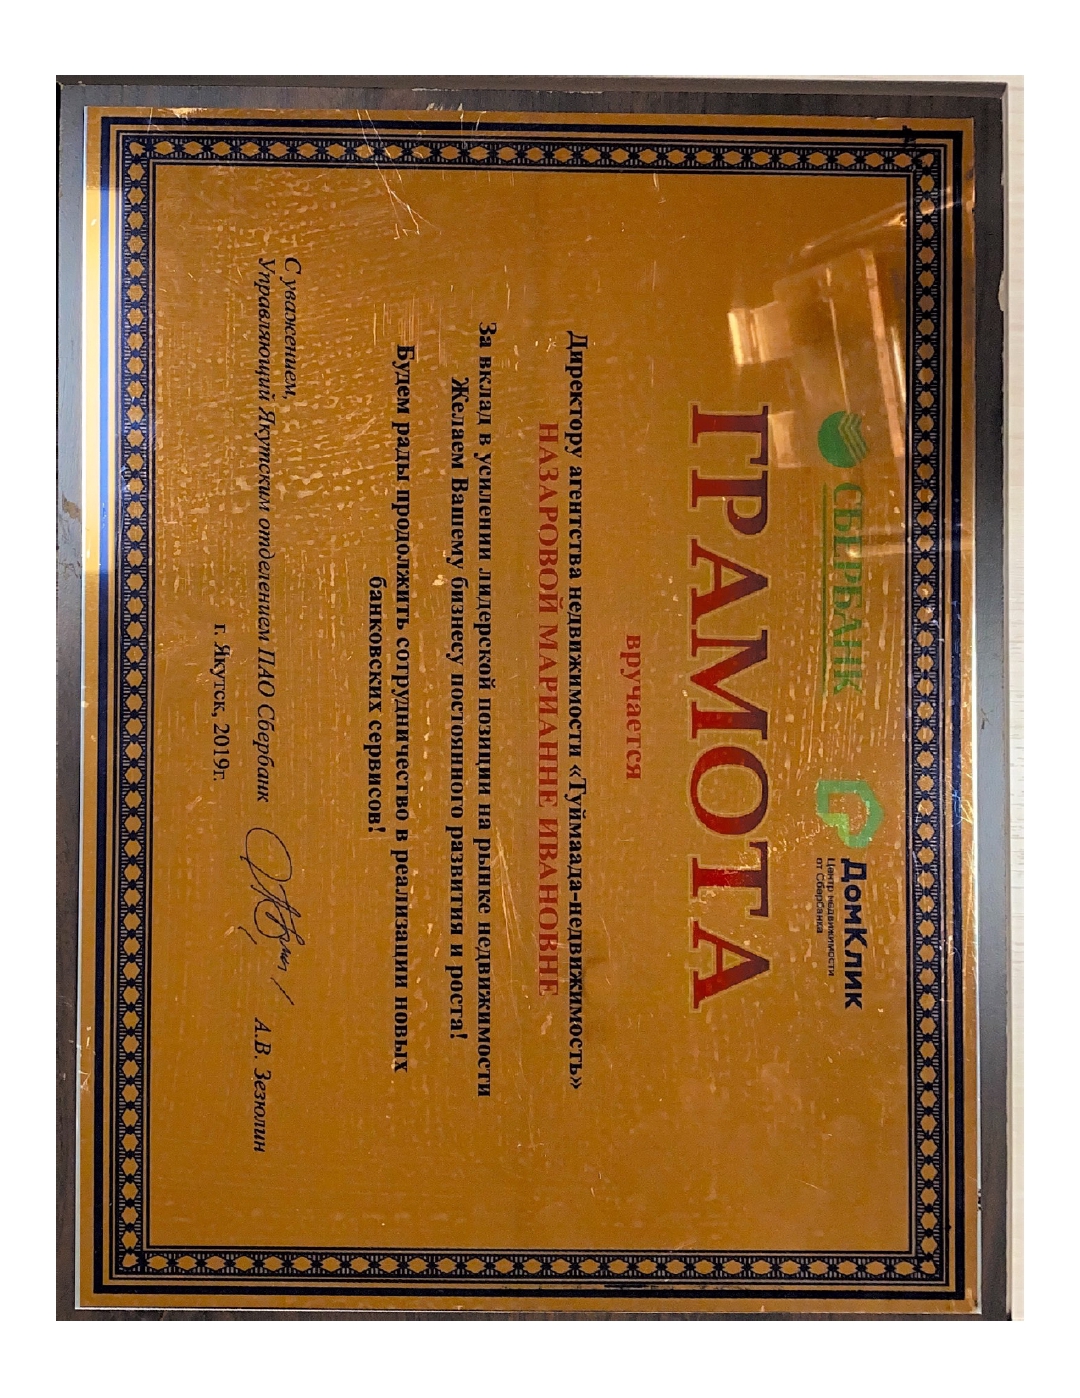 СБЕРБАНК
ДомКлик
Центр недвижимости
от Сбербанка
ГРАМОТА
вручается
Директору агентства недвижимости «Туймаада-недвижимость»
НАЗАРОВОЙ МАРИАННЕ ИВАНОВНЕ
За вклад в усилении лидерской позиции на рынке недвижимости
Желаем Вашему бизнесу постоянного развития и роста!
Будем рады продолжить сотрудничество в реализации новых
банковских сервисов!
С уважением,
Управляющий Якутским отделением ПАО Сбербанк А.В. Зезюлин
г. Якутск, 2019г.